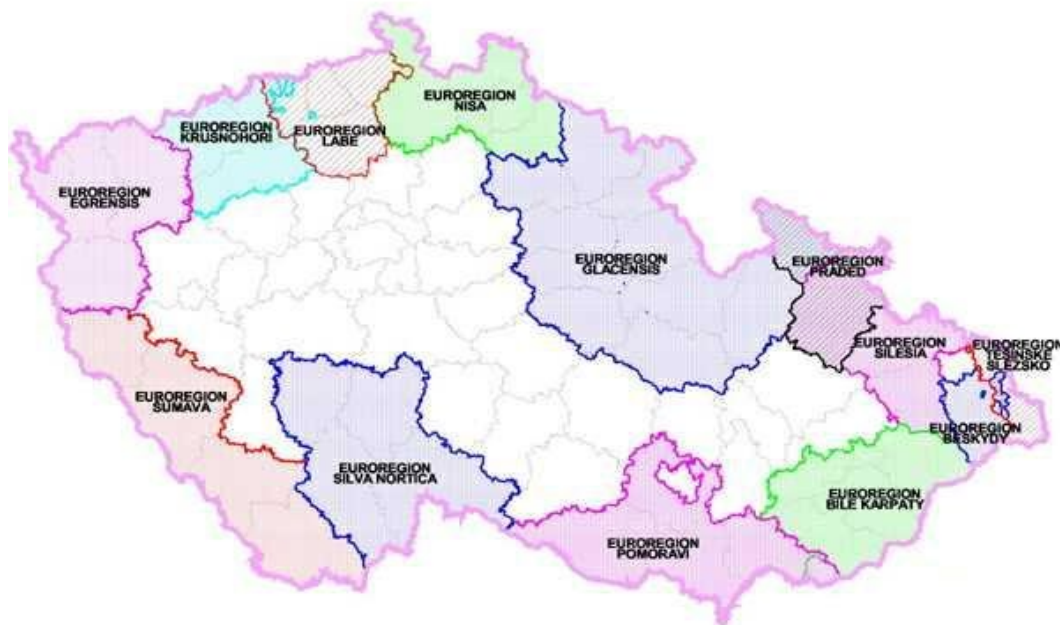 EUROREGION
NISA
EUROREGION
KRUSNOHORI
EUROREGION
LABE
EUROREGION
EGRENSIS
EUROREGION
GLACENSIS
EUROREGION
PRADED
EUROREGION
SILESIA
EUROREGION
TESINSKE
SLEZSKO
EUROREGION
SUMAVA
EUROREGION
BESKYDY
EUROREGION
SILVA NORTICA
EUROREGION
BILE KARPATY
EUROREGION
POMORAVI